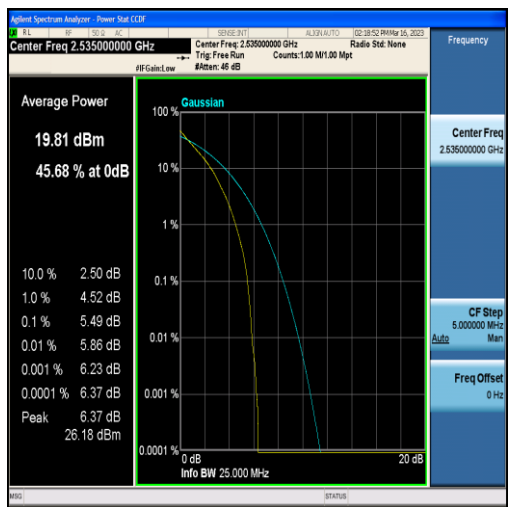 Agilent Spectrum Analyzer - Power Stat CCDF
RL RF 50 Ω AC SENSE:INT ALIGN AUTO 02:18:52 PM Mar 16, 2023
Center Freq 2.535000000 GHz
Center Freq: 2.535000000 GHz Radio Std: None
Trig: Free Run Counts:1.00 M/1.00 Mpt
#IFGain:Low #Atten: 46 dB
Frequency
Average Power
19.81 dBm
45.68 % at 0dB
10.0 % 2.50 dB
1.0 % 4.52 dB
0.1 % 5.49 dB
0.01 % 5.86 dB
0.001 % 6.23 dB
0.0001 % 6.37 dB
Peak 6.37 dB
26.18 dBm
Gaussian
100 %
10 %
1 %
0.1 %
0.01 %
0.001 %
0.0001 %
0 dB 20 dB
Info BW 25.000 MHz
Center Freq
2.535000000 GHz
CF Step
5.000000 MHz
Auto Man
Freq Offset
0 Hz
MSG STATUS